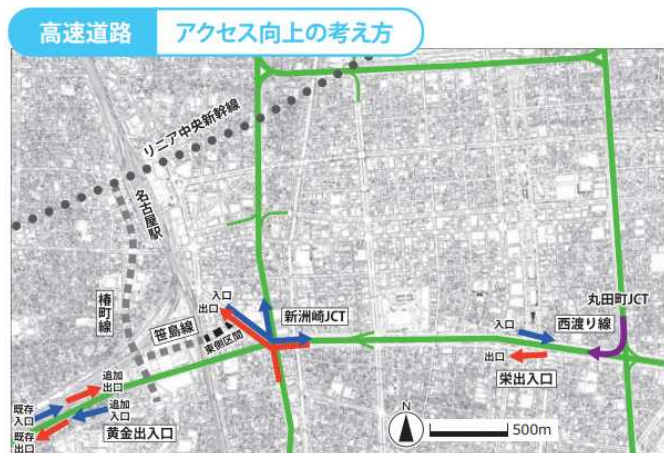 高速道路 アクセス向上の考え方
リニア中央新幹線
名古屋駅
椿町線
笹島線
東側区間
入口
出口
新洲崎JCT
丸田町JCT
西渡り線
入口
出口
栄出入口
追加
出口
既存
入口
追加
入口
既存
出口
黄金出入口
N
500m